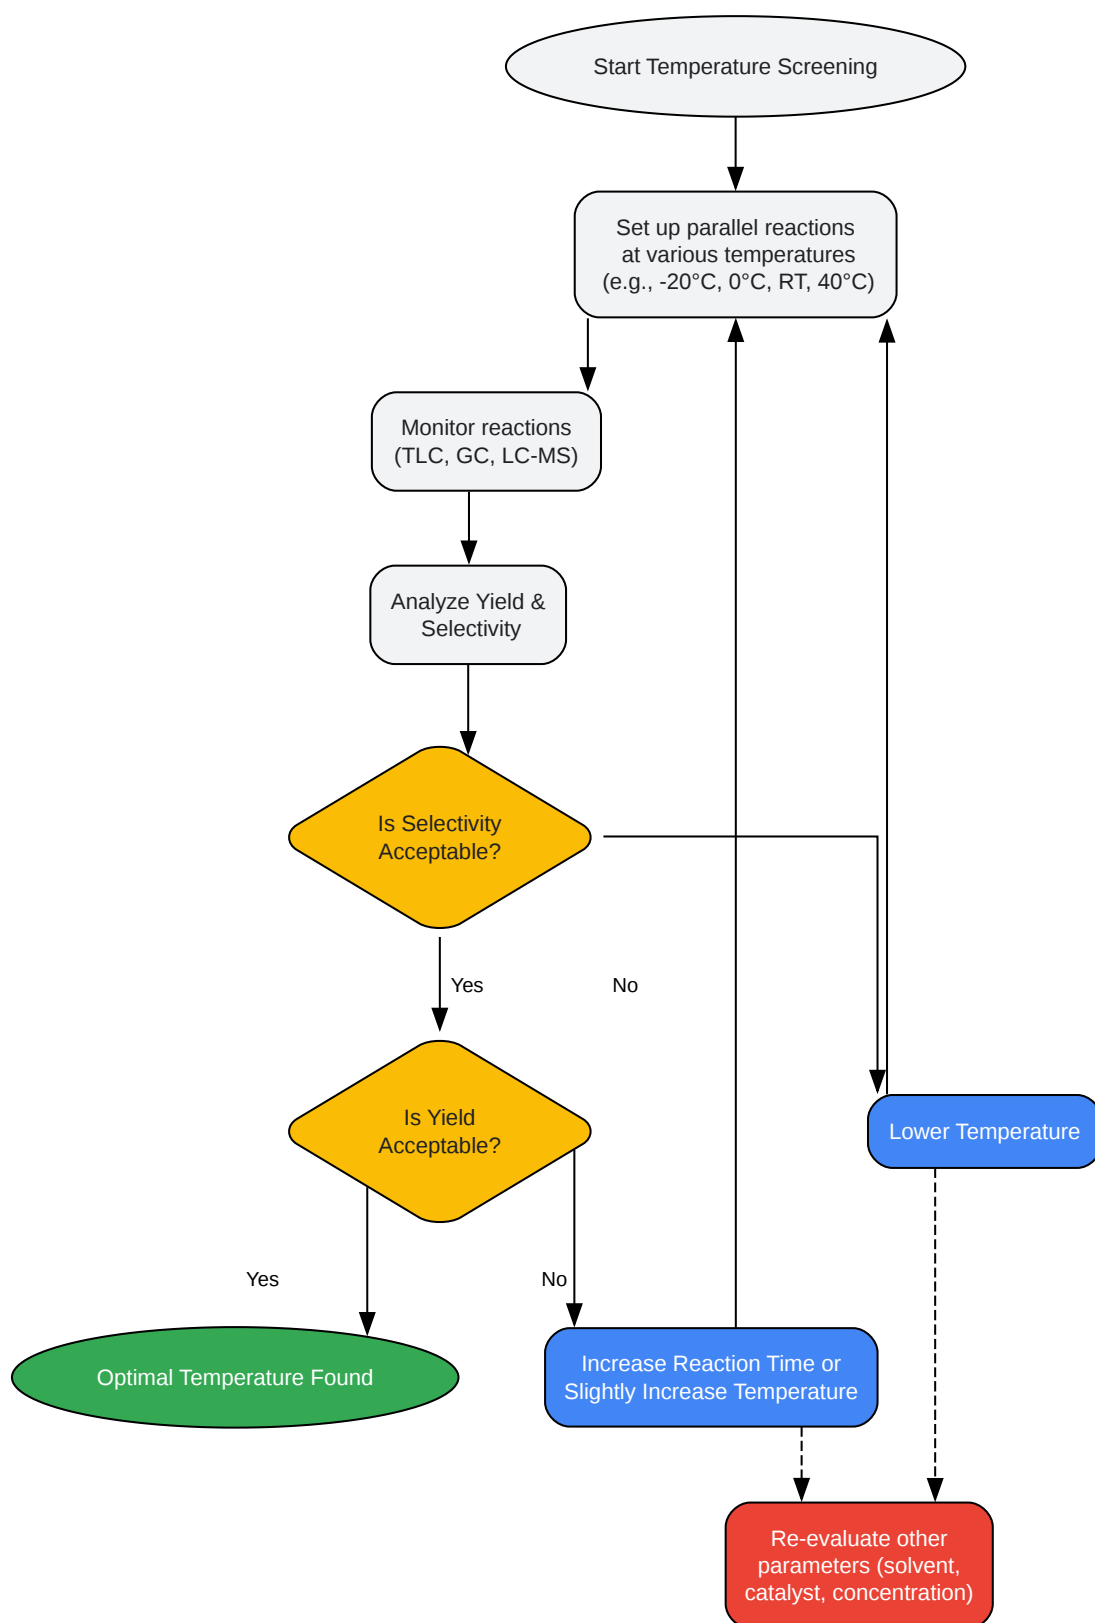 Start Temperature Screening
Set up parallel reactions
at various temperatures
(e.g., -20°C, 0°C, RT, 40°C)
Monitor reactions
(TLC, GC, LC-MS)
Analyze Yield &
Selectivity
Is Selectivity
Acceptable?
Yes
No
Is Yield
Acceptable?
Lower Temperature
Yes
No
Optimal Temperature Found
Increase Reaction Time or
Slightly Increase Temperature
Re-evaluate other
parameters (solvent,
catalyst, concentration)